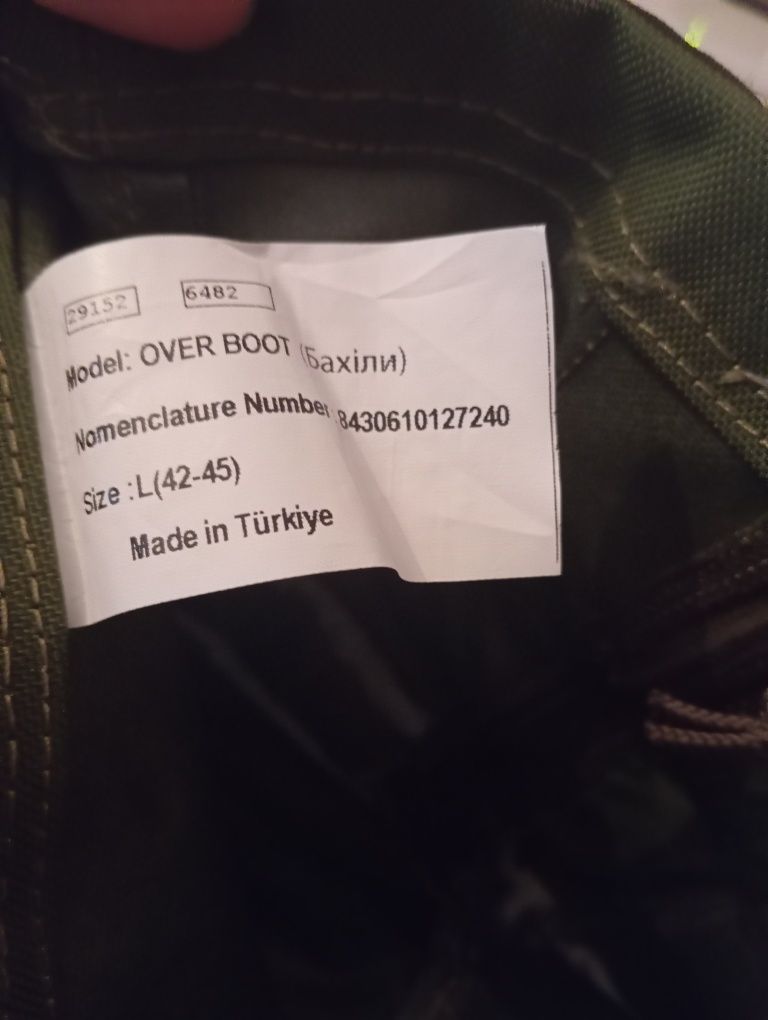 29152 6482
Model: OVER BOOT (Бахіли)
Nomenclature Number 8430610127240
Size :L(42-45)
Made in Türkiye